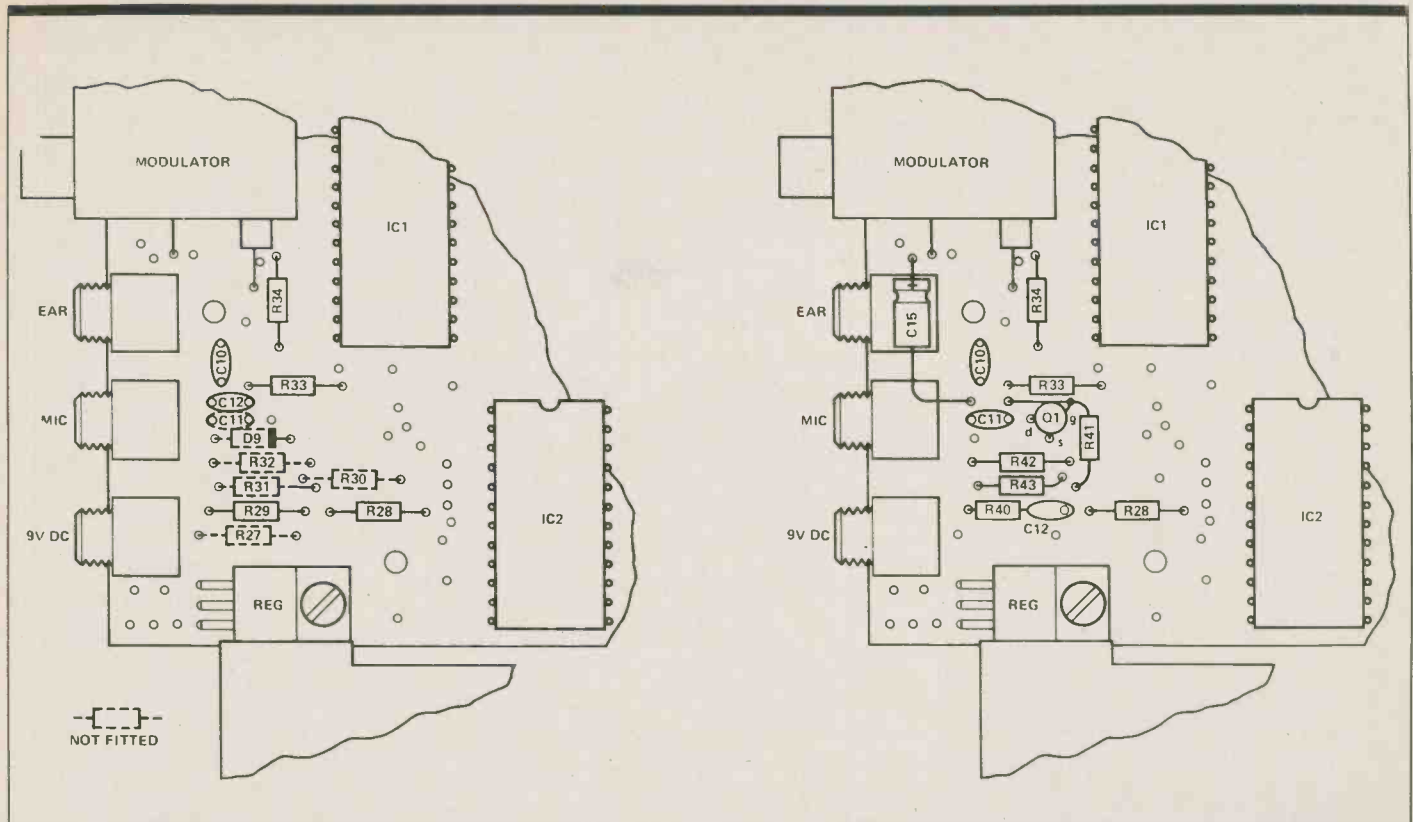 MODULATOR
IC1
EAR
R34
C10
R33
MIC
C12
C11
D9
R32
R31
R30
R29
R28
9V DC
R27
IC2
REG
NOT FITTED
MODULATOR
IC1
EAR
C15
R34
C10
R33
MIC
C11
Q1
d
g
s
R41
R42
R43
9V DC
R40
C12
R28
IC2
REG